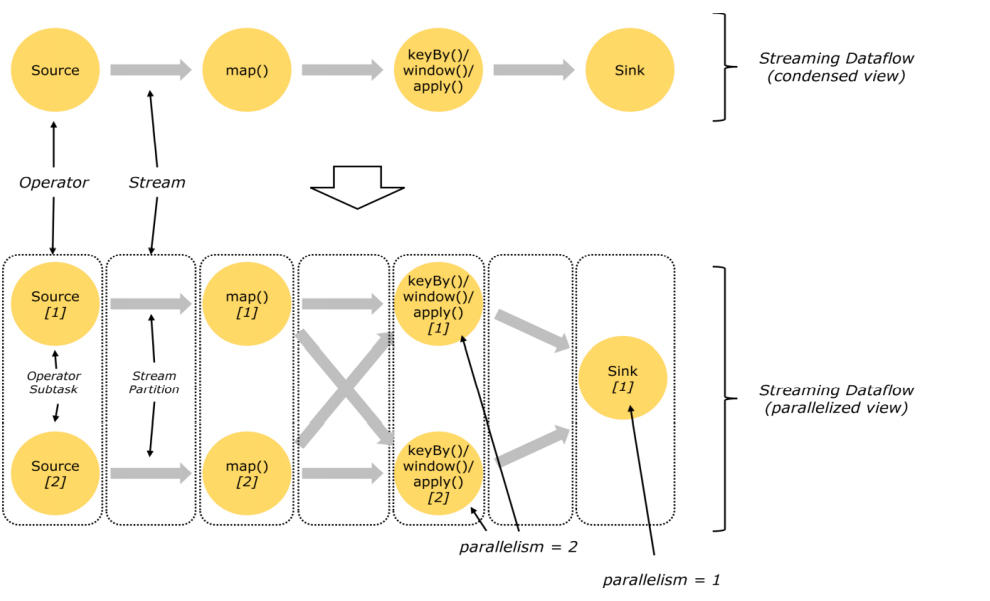 Source
map()
keyBy()/
window()/
apply()
Sink
Streaming Dataflow
(condensed view)
Operator
Stream
Source
[1]
map()
[1]
keyBy()/
window()/
apply()
[1]
Operator
Subtask
Stream
Partition
Sink
[1]
Streaming Dataflow
(parallelized view)
Source
[2]
map()
[2]
keyBy()/
window()/
apply()
[2]
parallelism = 2
parallelism = 1